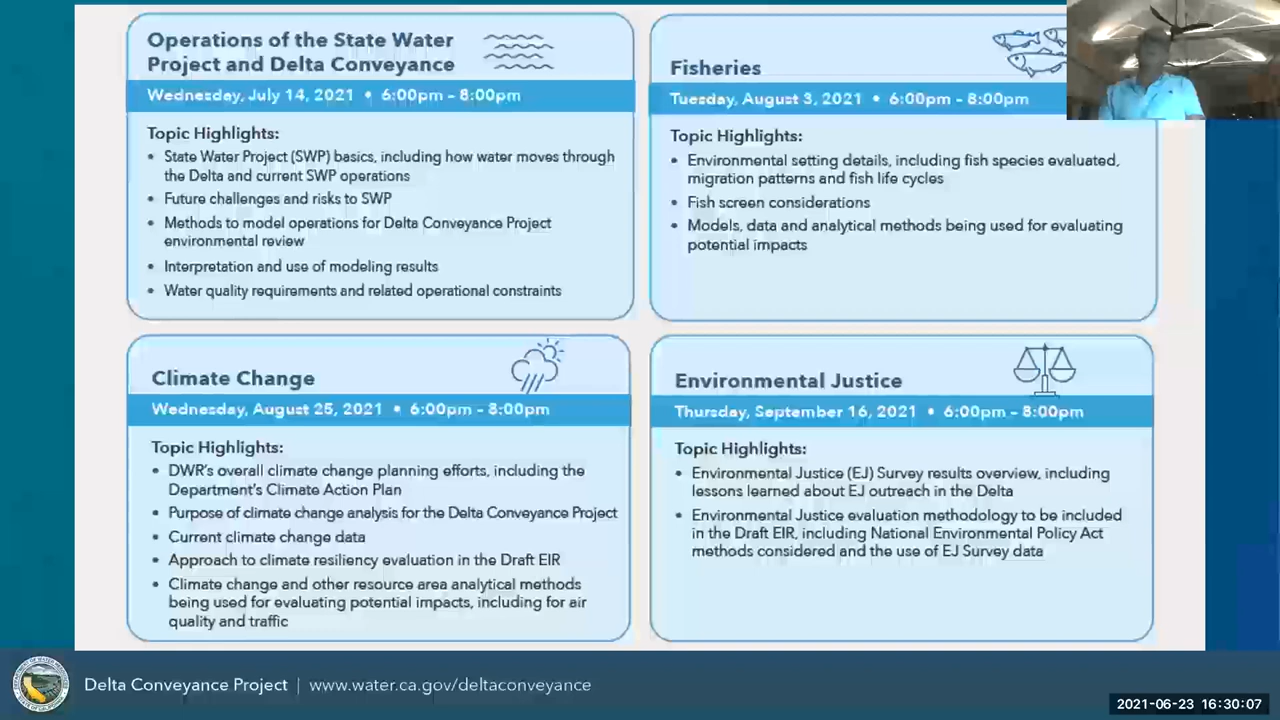 Operations of the State Water
Project and Delta Conveyance
Wednesday, July 14, 2021 • 6:00pm – 8:00pm
Topic Highlights:
• State Water Project (SWP) basics, including how water moves through
the Delta and current SWP operations
• Future challenges and risks to SWP
• Methods to model operations for Delta Conveyance Project
environmental review
• Interpretation and use of modeling results
• Water quality requirements and related operational constraints
Fisheries
Tuesday, August 3, 2021 • 6:00pm – 8:00pm
Topic Highlights:
• Environmental setting details, including fish species evaluated,
migration patterns and fish life cycles
• Fish screen considerations
• Models, data and analytical methods being used for evaluating
potential impacts
Climate Change
Wednesday, August 25, 2021 • 6:00pm – 8:00pm
Topic Highlights:
• DWR's overall climate change planning efforts, including the
Department's Climate Action Plan
• Purpose of climate change analysis for the Delta Conveyance Project
• Current climate change data
• Approach to climate resiliency evaluation in the Draft EIR
• Climate change and other resource area analytical methods
being used for evaluating potential impacts, including for air
quality and traffic
Environmental Justice
Thursday, September 16, 2021 • 6:00pm – 8:00pm
Topic Highlights:
• Environmental Justice (EJ) Survey results overview, including
lessons learned about EJ outreach in the Delta
• Environmental Justice evaluation methodology to be included
in the Draft EIR, including National Environmental Policy Act
methods considered and the use of EJ Survey data
Delta Conveyance Project | www.water.ca.gov/deltaconveyance
2021-06-23 16:30:07